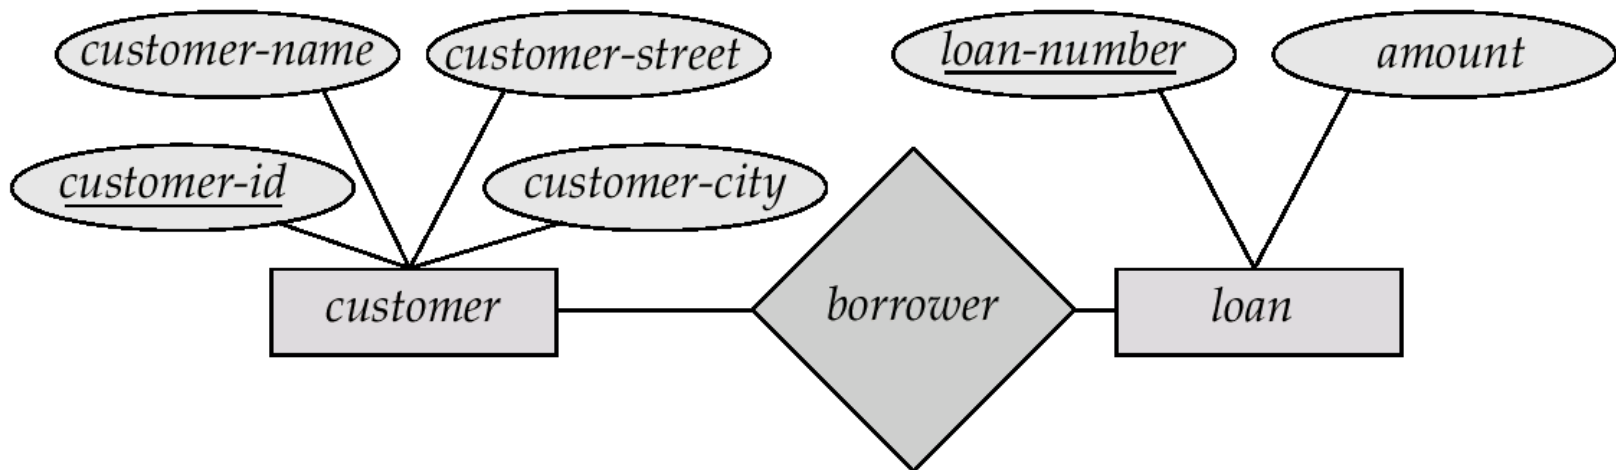 customer-name customer-street loan-number amount
customer-id customer-city
customer borrower loan